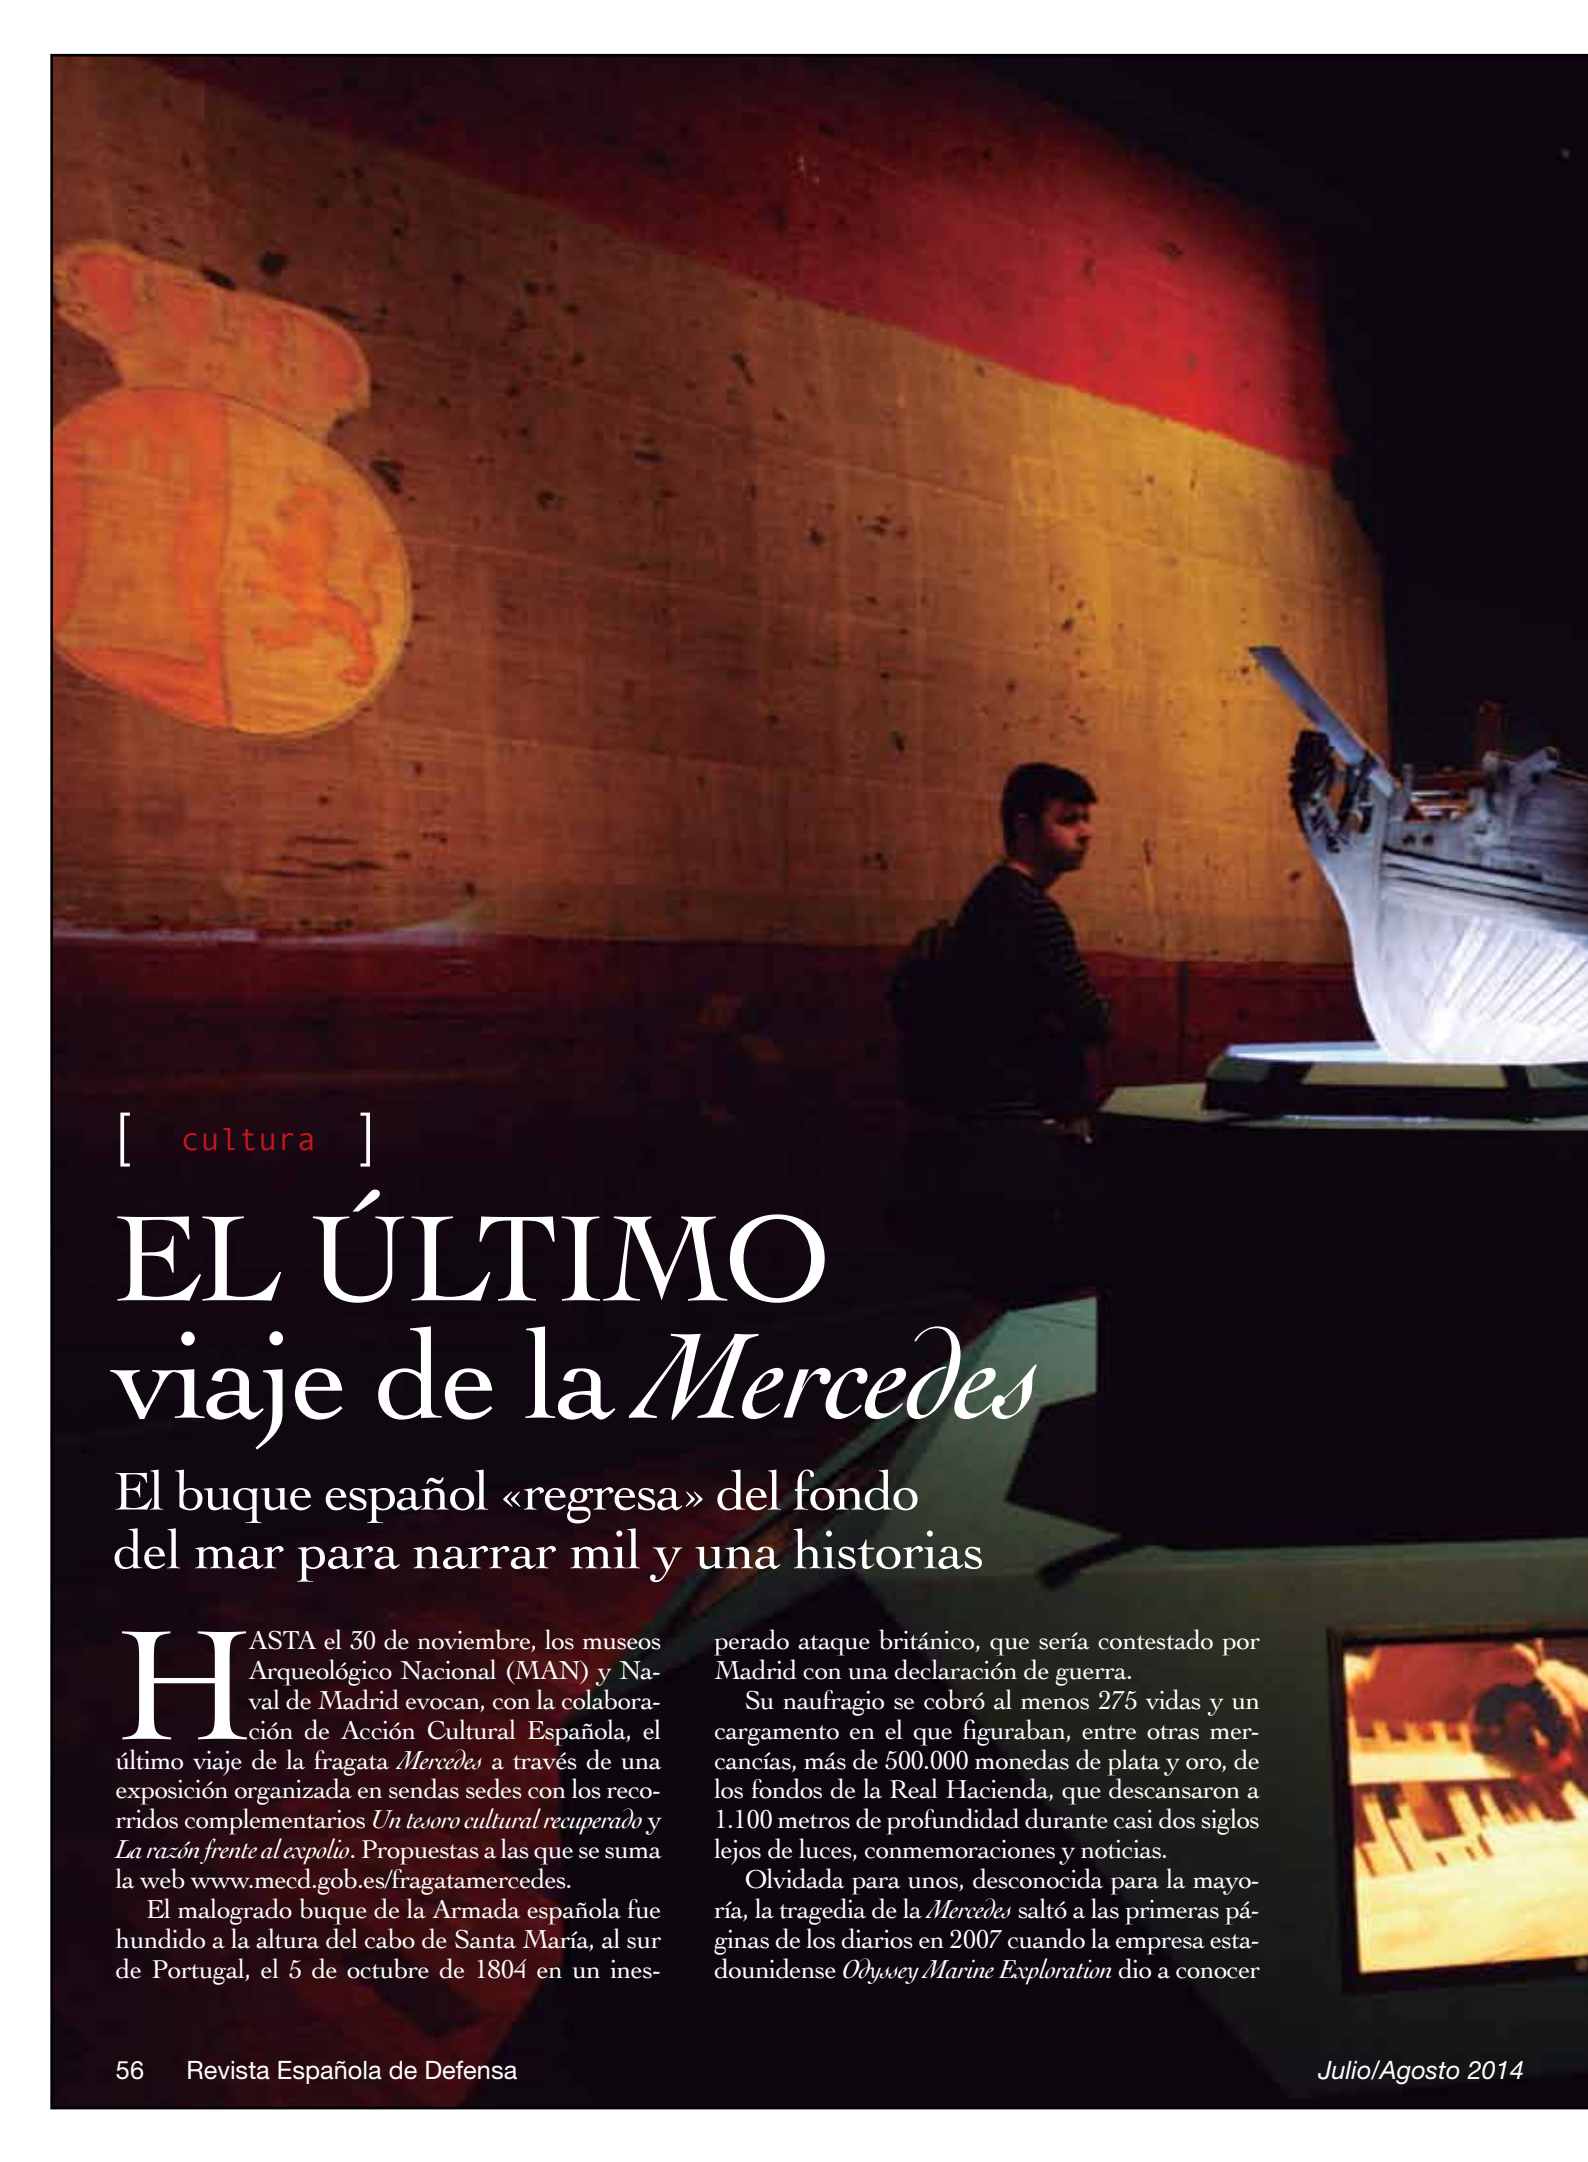 [ cultura ]
EL ÚLTIMO
viaje de la Mercedes
El buque español «regresa» del fondo
del mar para narrar mil y una historias
HASTA el 30 de noviembre, los museos
Arqueológico Nacional (MAN) y Na-
val de Madrid evocan, con la colabora-
ción de Acción Cultural Española, el
último viaje de la fragata Mercedes a través de una
exposición organizada en sendas sedes con los reco-
rridos complementarios Un tesoro cultural recuperado y
La razón frente al expolio. Propuestas a las que se suma
la web www.mecd.gob.es/fragatamercedes.
El malogrado buque de la Armada española fue
hundido a la altura del cabo de Santa María, al sur
de Portugal, el 5 de octubre de 1804 en un ines-
perado ataque británico, que sería contestado por
Madrid con una declaración de guerra.
Su naufragio se cobró al menos 275 vidas y un
cargamento en el que figuraban, entre otras mer-
cancías, más de 500.000 monedas de plata y oro, de
los fondos de la Real Hacienda, que descansaron a
1.100 metros de profundidad durante casi dos siglos
lejos de luces, conmemoraciones y noticias.
Olvidada para unos, desconocida para la mayo-
ría, la tragedia de la Mercedes saltó a las primeras pá-
ginas de los diarios en 2007 cuando la empresa esta-
dounidense Odyssey Marine Exploration dio a conocer
56 Revista Española de Defensa
Julio/Agosto 2014